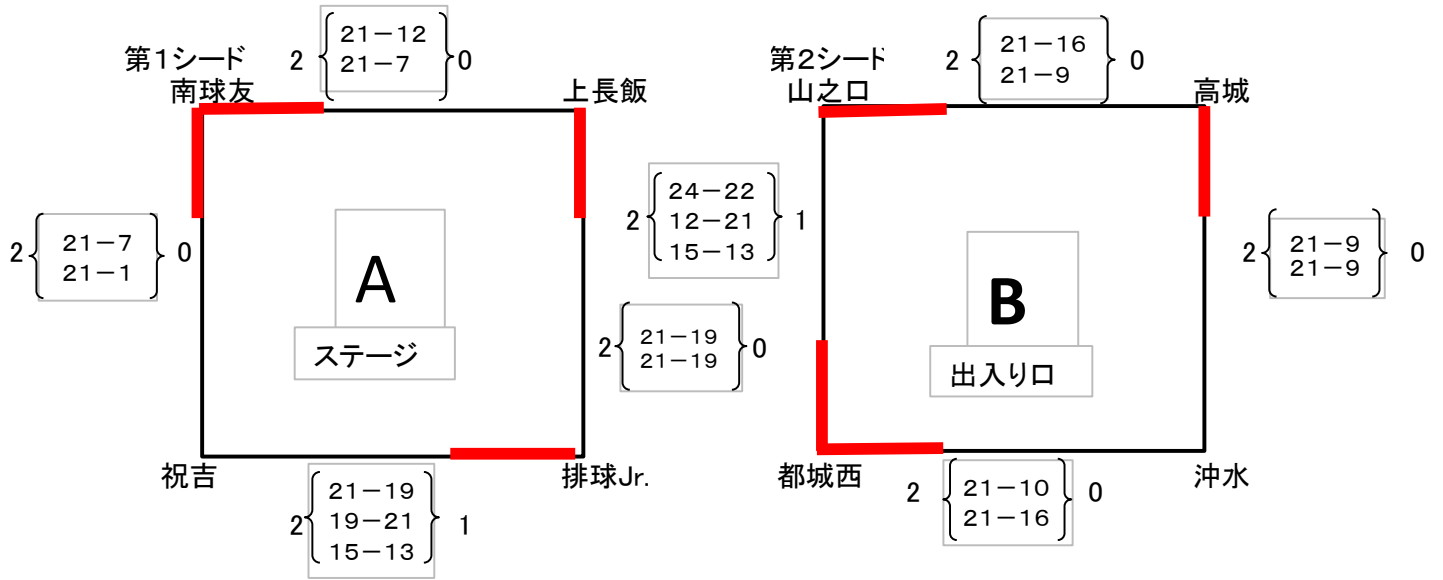 第１シード
南球友
2
21－12
21－7
0
上長飯
2
21－7
21－1
0
A
ステージ
2
21－19
21－19
0
祝吉
2
21－19
19－21
15－13
1
排球Jr.
第２シード
山之口
2
21－16
21－9
0
高城
2
24－22
12－21
15－13
1
B
出入り口
2
21－9
21－9
0
都城西
2
21－10
21－16
0
沖水